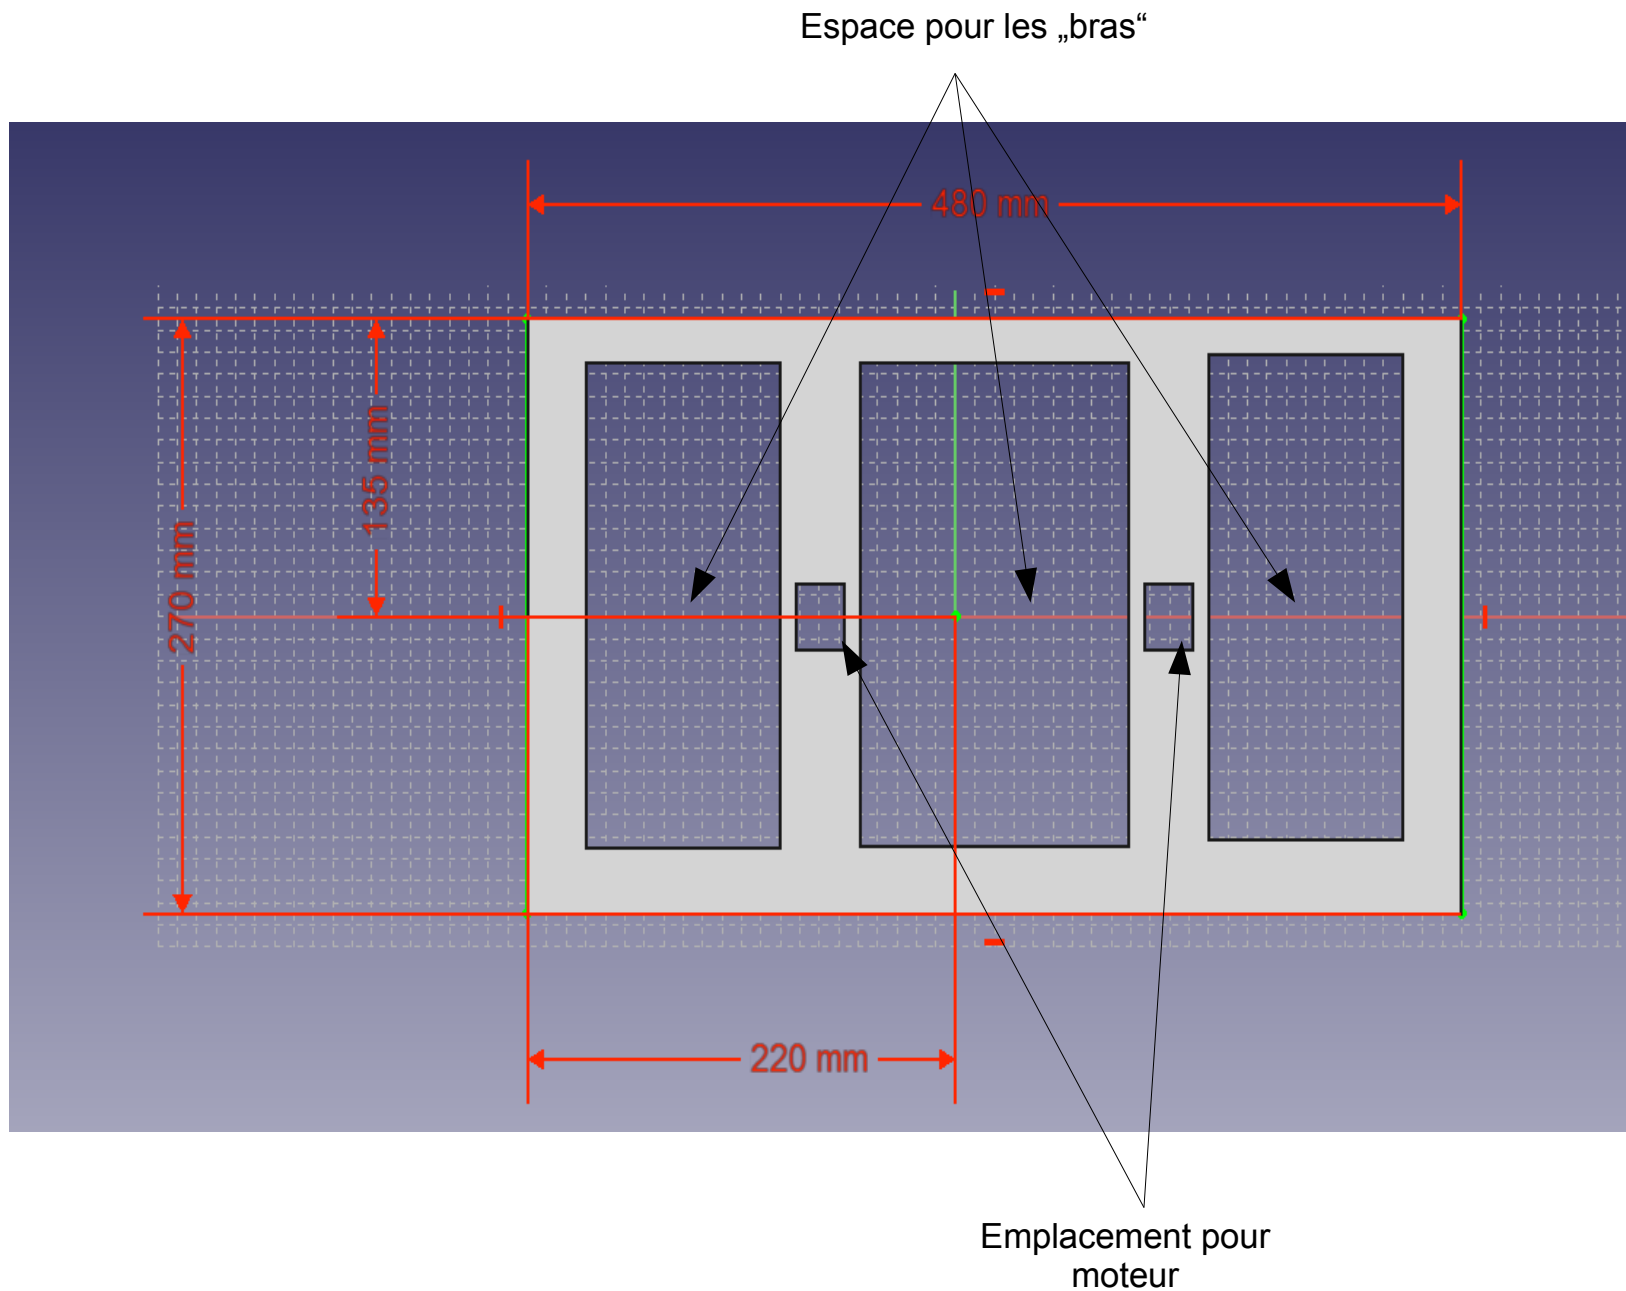 Espace pour les „bras“
480 mm
135 mm
270 mm
220 mm
Emplacement pour
moteur